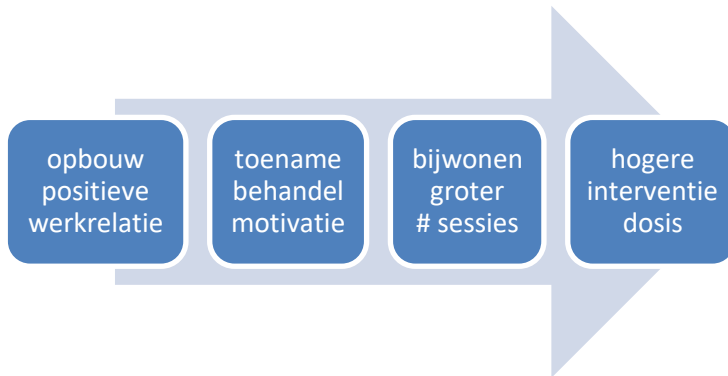 opbouw
positieve
werkrelatie
toename
behandel
motivatie
bijwonen
groter
# sessies
hogere
interventie
dosis